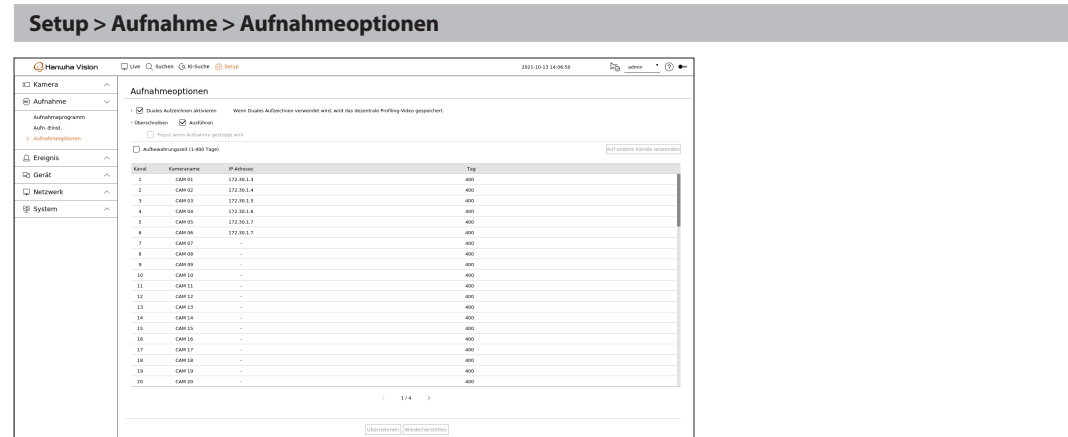 Setup > Aufnahme > Aufnahmeoptionen
Hanwha Vision Live Suchen KI-Suche Setup 2021-10-13 14:06:50 admin
Kamera
Aufnahme
Aufnahmeprogramm
Aufn.-Einst.
> Aufnahmeoptionen
Ereignis
Gerät
Netzwerk
System
Aufnahmeoptionen
Duales Aufzeichnen aktivieren Wenn Duales Aufzeichnen verwendet wird, wird das dezentrale Profiling-Video gespeichert.
Überschreiben Ausführen
Piepst wenn Aufnahme gestoppt wird
Aufbewahrungszeit (1-400 Tage) Auf andere Kanäle anwenden
Kanal Kameraname IP-Adresse Tag
1 CAM 01 172.30.1.3 400
2 CAM 02 172.30.1.4 400
3 CAM 03 172.30.1.5 400
4 CAM 04 172.30.1.6 400
5 CAM 05 172.30.1.7 400
6 CAM 06 172.30.1.7 400
7 CAM 07 - 400
8 CAM 08 - 400
9 CAM 09 - 400
10 CAM 10 - 400
11 CAM 11 - 400
12 CAM 12 - 400
13 CAM 13 - 400
14 CAM 14 - 400
15 CAM 15 - 400
16 CAM 16 - 400
17 CAM 17 - 400
18 CAM 18 - 400
19 CAM 19 - 400
20 CAM 20 - 400
< 1/4 >
Übernehmen Wiederherstellen